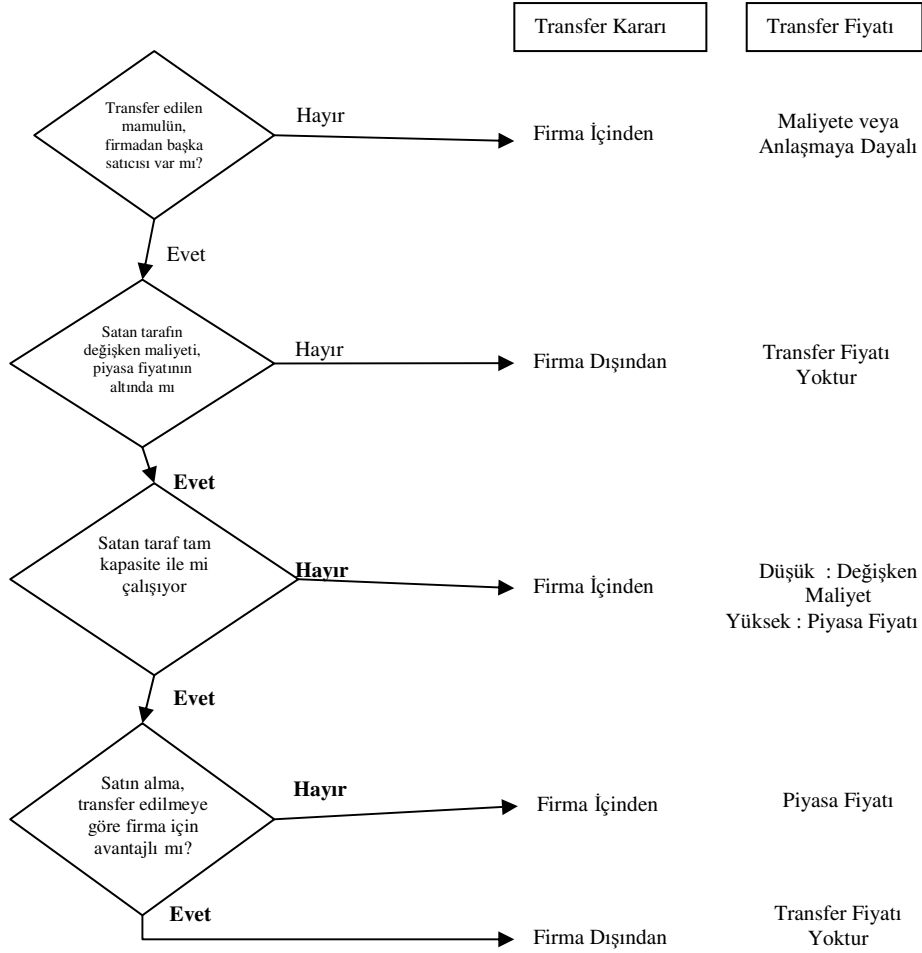 Transfer Kararı
Transfer Fiyatı
Transfer edilen
mamulün,
firmadan başka
satıcısı var mı?
Hayır
Firma İçinden
Maliyete veya
Anlaşmaya Dayalı
Evet
Satan tarafın
değişken maliyeti,
piyasa fiyatının
altında mı
Hayır
Firma Dışından
Transfer Fiyatı
Yoktur
Evet
Satan taraf tam
kapasite ile mi
çalışıyor
Hayır
Firma İçinden
Düşük : Değişken
Maliyet
Yüksek : Piyasa Fiyatı
Evet
Satın alma,
transfer edilmeye
göre firma için
avantajlı mı?
Hayır
Firma İçinden
Piyasa Fiyatı
Evet
Firma Dışından
Transfer Fiyatı
Yoktur